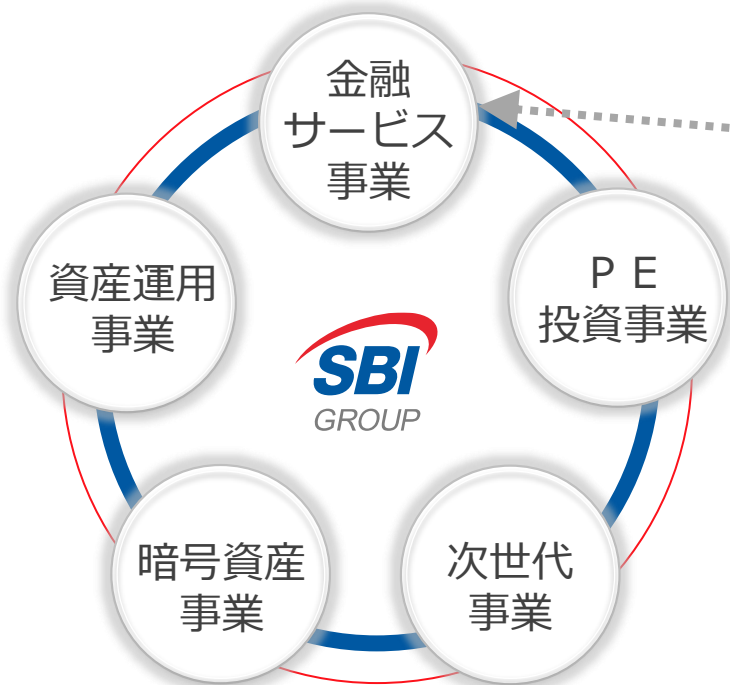 金融
サービス
事業
資産運用
事業
ＰＥ
投資事業
SBI
GROUP
暗号資産
事業
次世代
事業